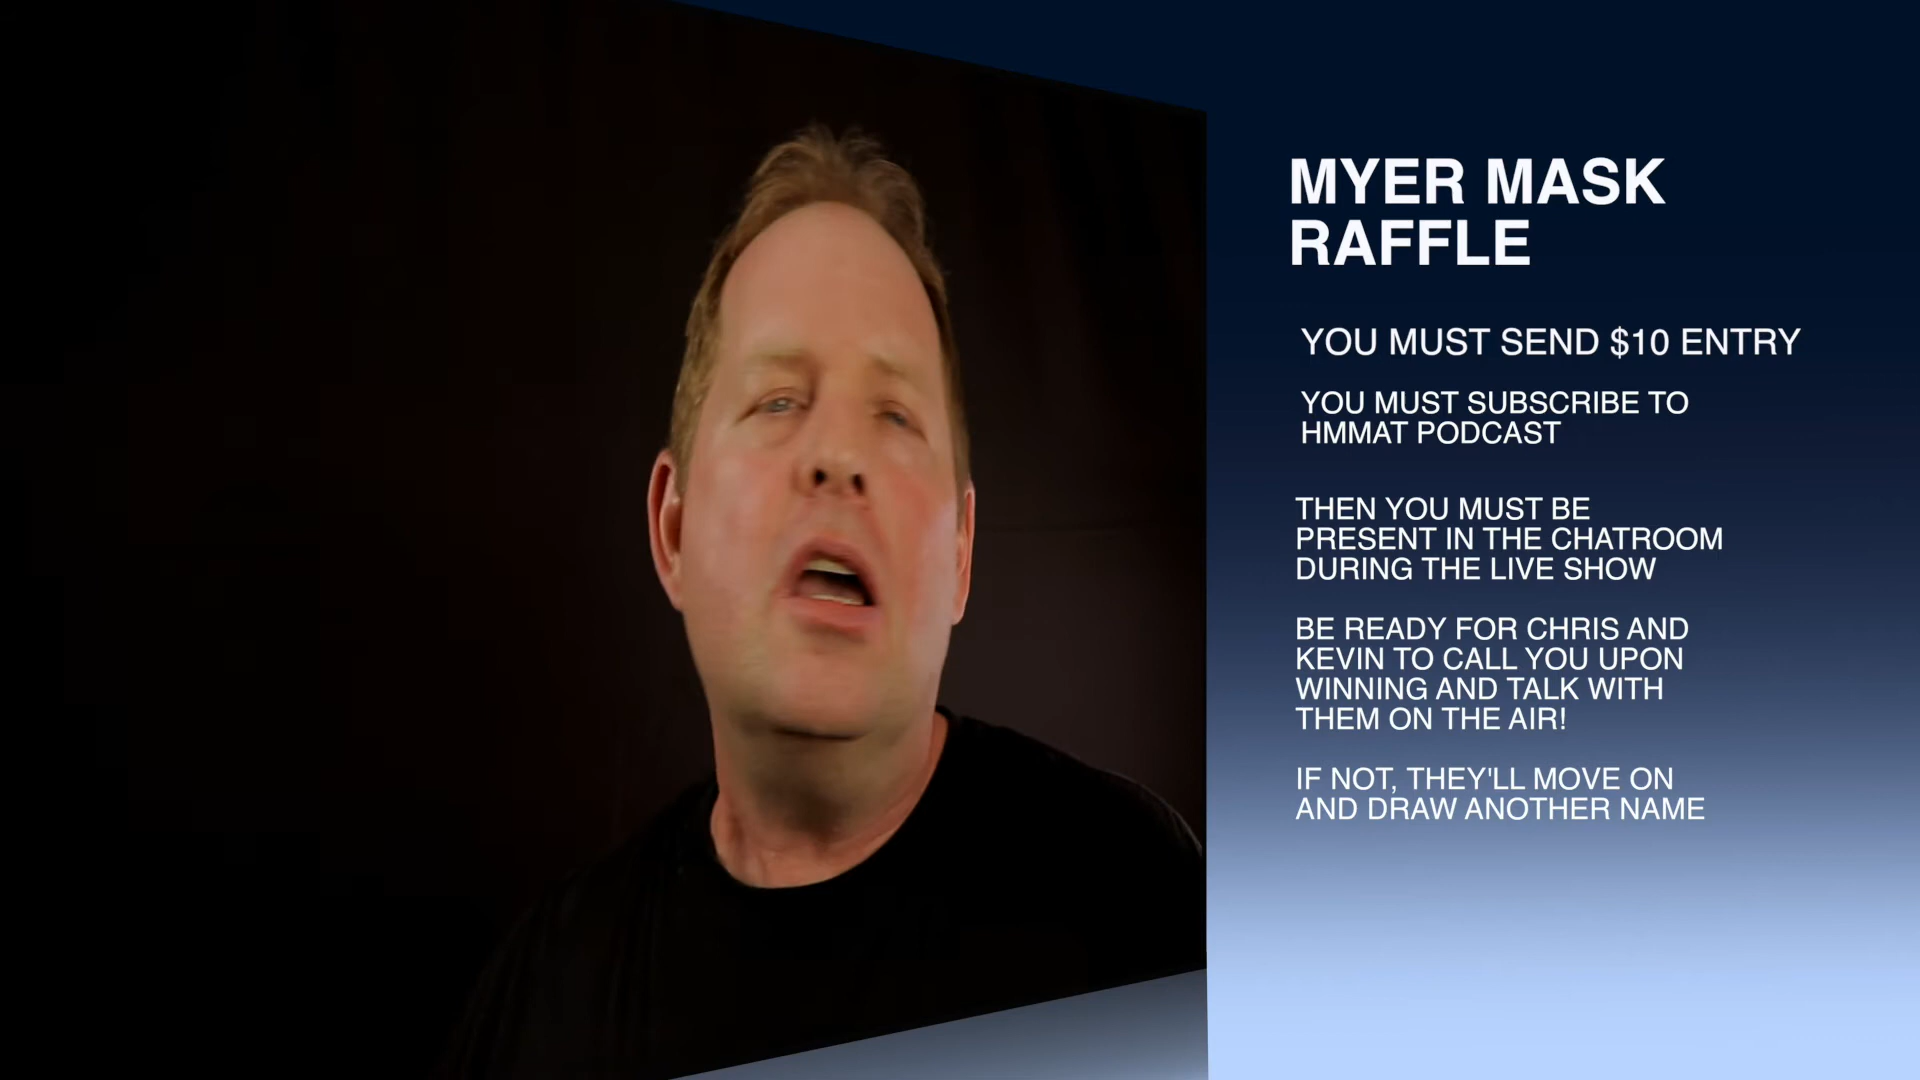 MYER MASK
RAFFLE
YOU MUST SEND $10 ENTRY
YOU MUST SUBSCRIBE TO
HMMAT PODCAST
THEN YOU MUST BE
PRESENT IN THE CHATROOM
DURING THE LIVE SHOW
BE READY FOR CHRIS AND
KEVIN TO CALL YOU UPON
WINNING AND TALK WITH
THEM ON THE AIR!
IF NOT, THEY'LL MOVE ON
AND DRAW ANOTHER NAME